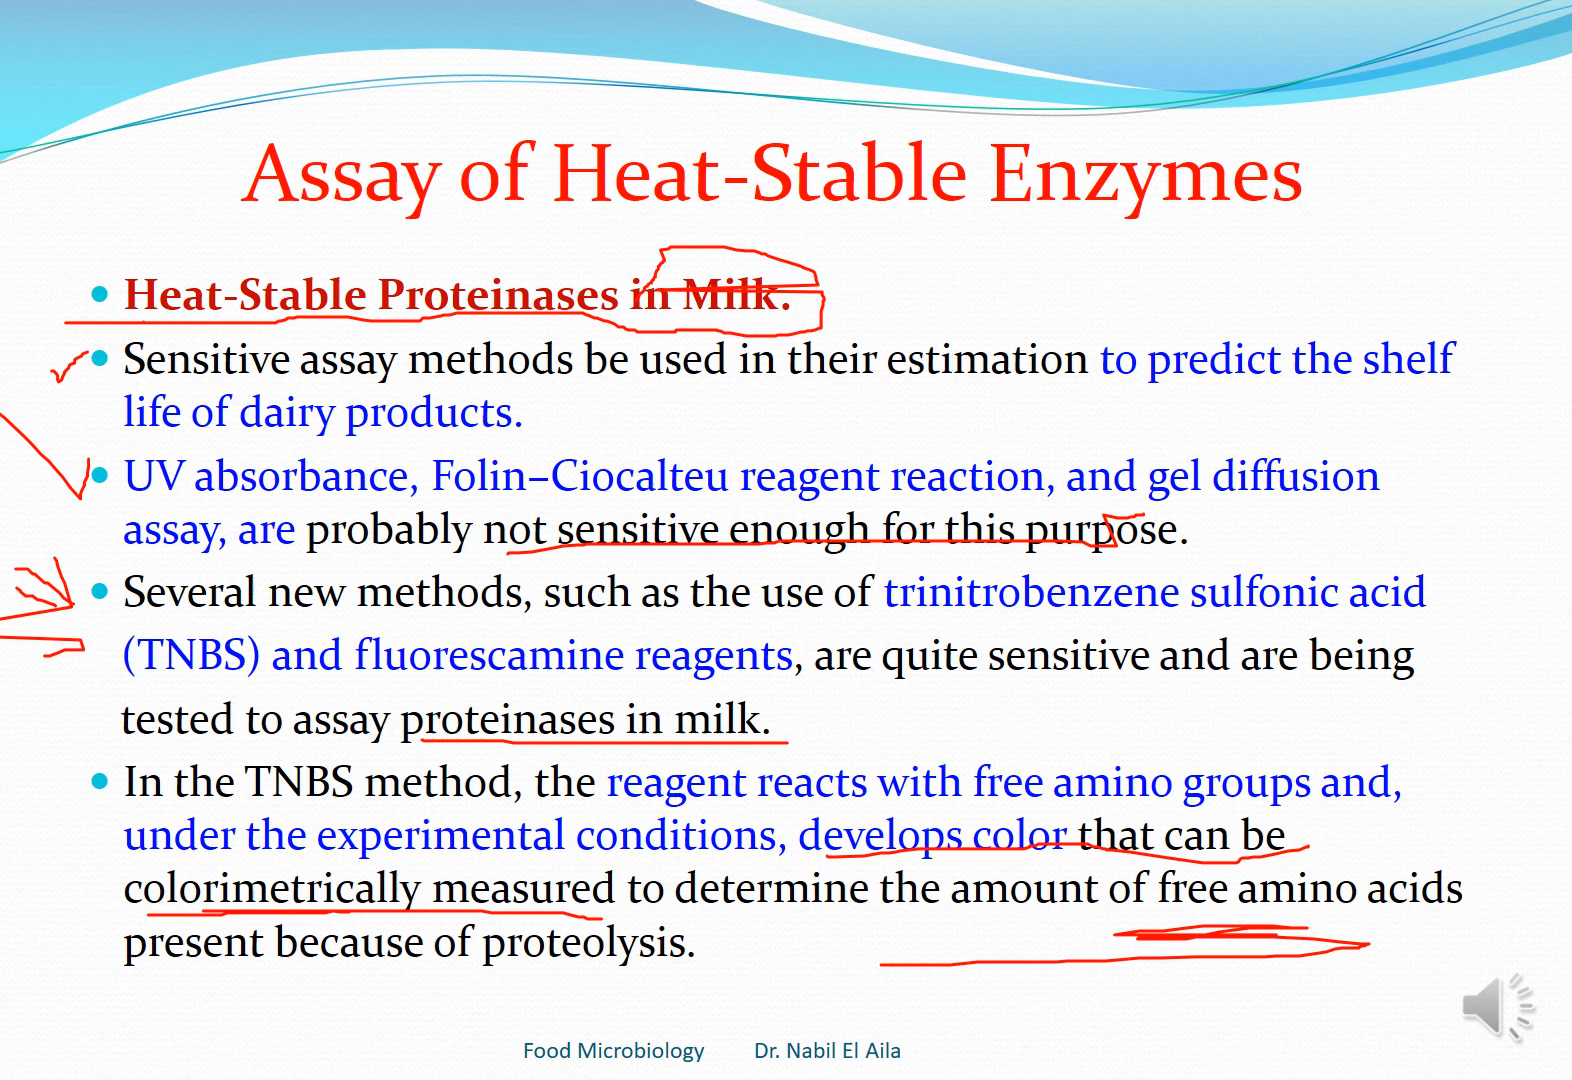 Assay of Heat-Stable Enzymes
• Heat-Stable Proteinases in Milk.
• Sensitive assay methods be used in their estimation to predict the shelf
life of dairy products.
• UV absorbance, Folin–Ciocalteu reagent reaction, and gel diffusion
assay, are probably not sensitive enough for this purpose.
• Several new methods, such as the use of trinitrobenzene sulfonic acid
(TNBS) and fluorescamine reagents, are quite sensitive and are being
tested to assay proteinases in milk.
• In the TNBS method, the reagent reacts with free amino groups and,
under the experimental conditions, develops color that can be
colorimetrically measured to determine the amount of free amino acids
present because of proteolysis.
Food Microbiology Dr. Nabil El Aila